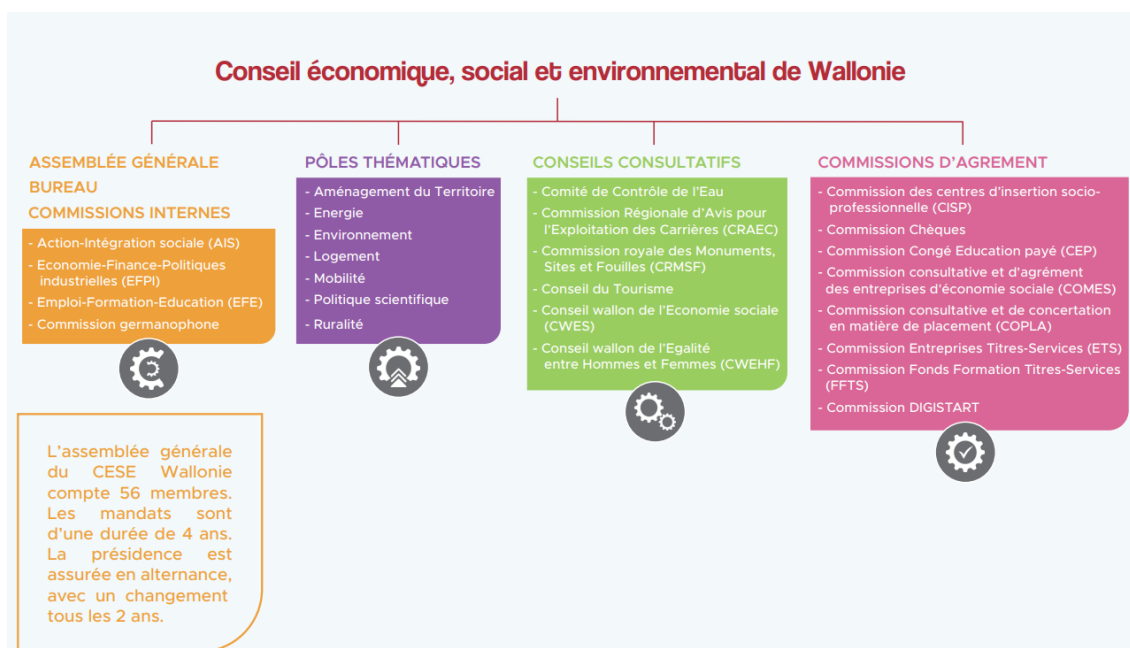 Conseil économique, social et environnemental de Wallonie
ASSEMBLÉE GÉNÉRALE
BUREAU
COMMISSIONS INTERNES
- Action-Intégration sociale (AIS)
- Economie-Finance-Politiques
industrielles (EFPI)
- Emploi-Formation-Education (EFE)
- Commission germanophone
L'assemblée générale
du CESE Wallonie
compte 56 membres.
Les mandats sont
d'une durée de 4 ans.
La présidence est
assurée en alternance,
avec un changement
tous les 2 ans.
PÔLES THÉMATIQUES
- Aménagement du Territoire
- Energie
- Environnement
- Logement
- Mobilité
- Politique scientifique
- Ruralité
CONSEILS CONSULTATIFS
- Comité de Contrôle de l'Eau
- Commission Régionale d'Avis pour
l'Exploitation des Carrières (CRAEC)
- Commission royale des Monuments,
Sites et Fouilles (CRMSF)
- Conseil du Tourisme
- Conseil wallon de l'Economie sociale
(CWES)
- Conseil wallon de l'Egalité
entre Hommes et Femmes (CWEHF)
COMMISSIONS D'AGREMENT
- Commission des centres d'insertion socio-
professionnelle (CISP)
- Commission Chèques
- Commission Congé Education payé (CEP)
- Commission consultative et d'agrément
des entreprises d'économie sociale (COMES)
- Commission consultative et de concertation
en matière de placement (COPLA)
- Commission Entreprises Titres-Services (ETS)
- Commission Fonds Formation Titres-Services
(FFTS)
- Commission DIGISTART